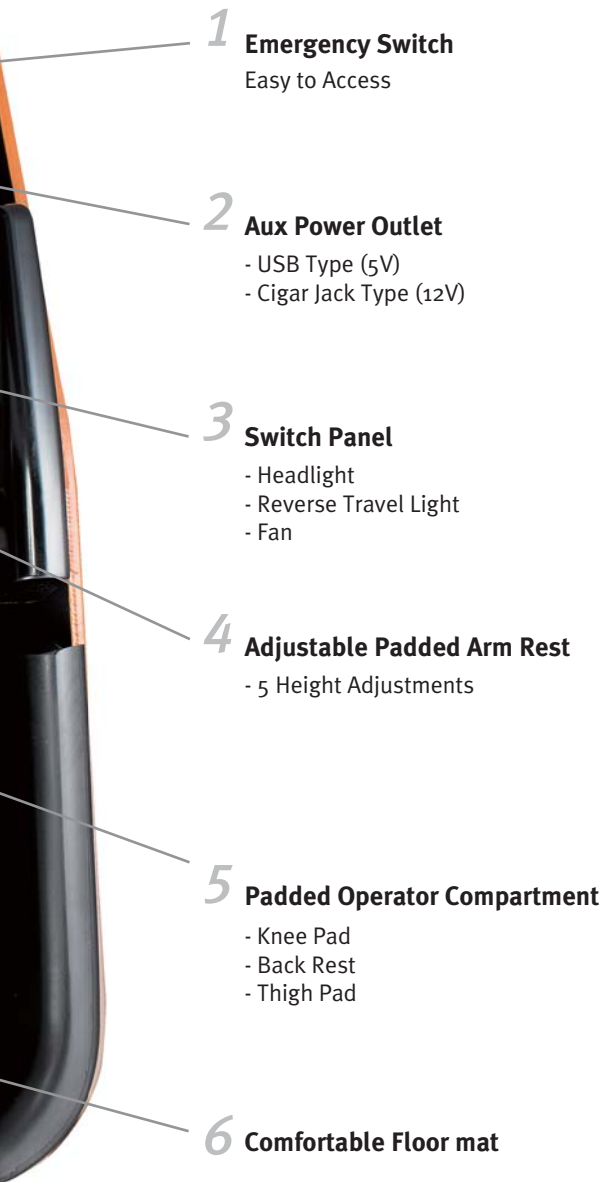 1 Emergency Switch
Easy to Access
2 Aux Power Outlet
- USB Type (5V)
- Cigar Jack Type (12V)
3 Switch Panel
- Headlight
- Reverse Travel Light
- Fan
4 Adjustable Padded Arm Rest
- 5 Height Adjustments
5 Padded Operator Compartment
- Knee Pad
- Back Rest
- Thigh Pad
6 Comfortable Floor mat